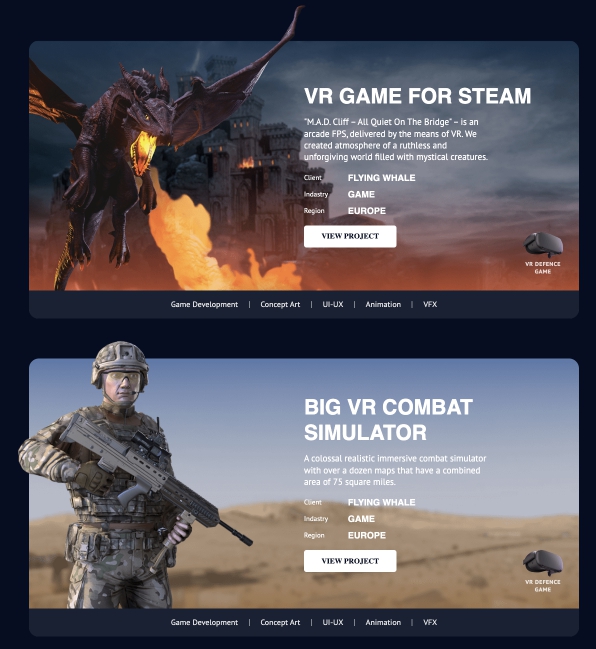 VR GAME FOR STEAM
"M.A.D. Cliff – All Quiet On The Bridge" – is an
arcade FPS, delivered by the means of VR. We
created atmosphere of a ruthless and
unforgiving world filled with mystical creatures.
Client FLYING WHALE
Indastry GAME
Region EUROPE
VIEW PROJECT
VR DEFENCE
GAME
Game Development | Concept Art | UI-UX | Animation | VFX
BIG VR COMBAT
SIMULATOR
A colossal realistic immersive combat simulator
with over a dozen maps that have a combined
area of 75 square miles.
Client FLYING WHALE
Indastry GAME
Region EUROPE
VIEW PROJECT
VR DEFENCE
GAME
Game Development | Concept Art | UI-UX | Animation | VFX